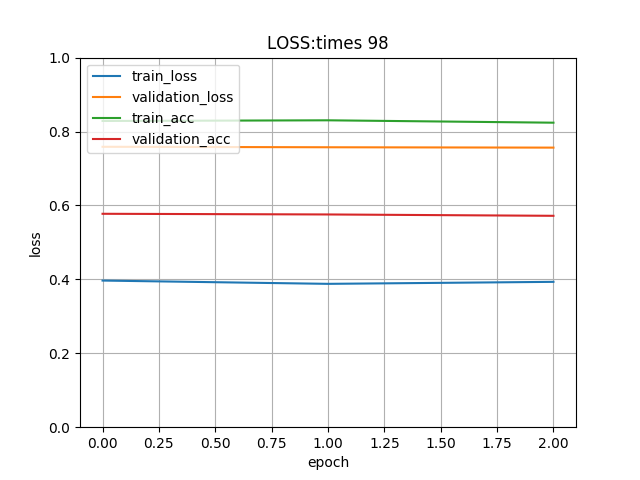 LOSS:times 98
1.0
0.8
0.6
0.4
0.2
0.0
loss
train_loss
validation_loss
train_acc
validation_acc
0.00 0.25 0.50 0.75 1.00 1.25 1.50 1.75 2.00
epoch